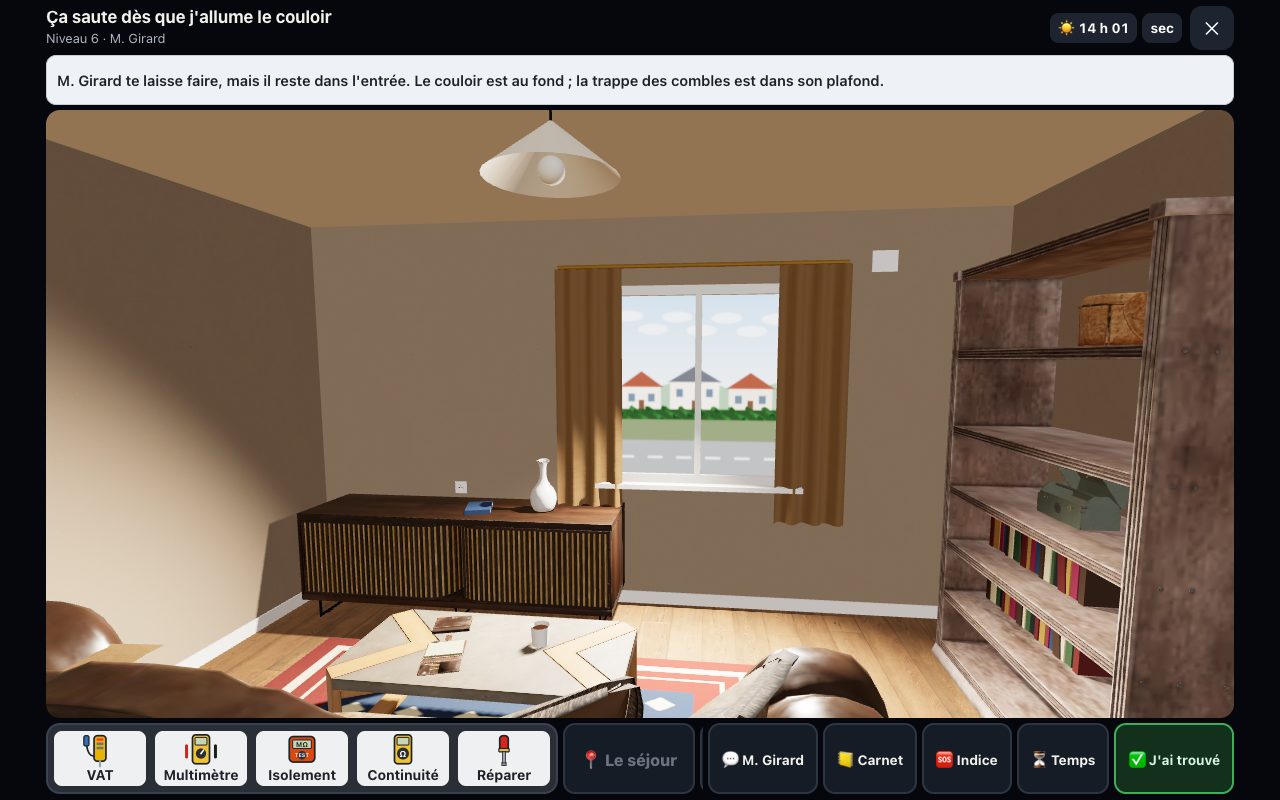 Ça saute dès que j'allume le couloir
Niveau 6 · M. Girard
☀️ 14 h 01
sec
M. Girard te laisse faire, mais il reste dans l'entrée. Le couloir est au fond ; la trappe des combles est dans son plafond.
VAT
MΩ
TEST
Multimètre
Isolement
Ω
Continuité
Réparer
📍 Le séjour
💬 M. Girard
📒 Carnet
🆘 Indice
⏳ Temps
✅ J'ai trouvé